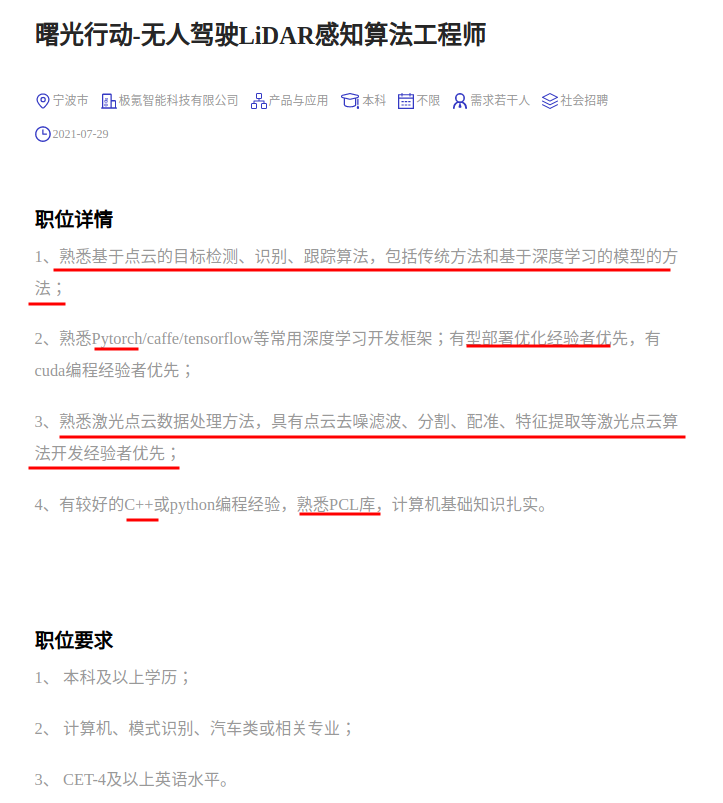 曙光行动-无人驾驶LiDAR感知算法工程师
宁波市 极氪智能科技有限公司 产品与应用 本科 不限 需求若干人 社会招聘
2021-07-29
职位详情
1、熟悉基于点云的目标检测、识别、跟踪算法，包括传统方法和基于深度学习的模型的方
法；
2、熟悉Pytorch/caffe/tensorflow等常用深度学习开发框架；有型部署优化经验者优先，有
cuda编程经验者优先；
3、熟悉激光点云数据处理方法，具有点云去噪滤波、分割、配准、特征提取等激光点云算
法开发经验者优先；
4、有较好的C++或python编程经验，熟悉PCL库，计算机基础知识扎实。
职位要求
1、 本科及以上学历；
2、 计算机、模式识别、汽车类或相关专业；
3、 CET-4及以上英语水平。